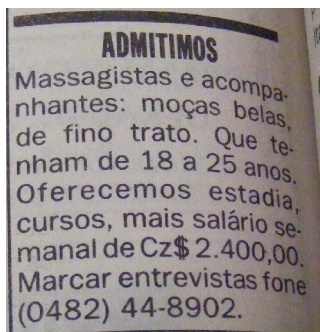 ADMITIMOS
Massagistas e acompa-
nhantes: moças belas,
de fino trato. Que te-
nham de 18 a 25 anos.
Oferecemos estadia,
cursos, mais salário se-
manal de Cz$ 2.400,00.
Marcar entrevistas fone
(0482) 44-8902.